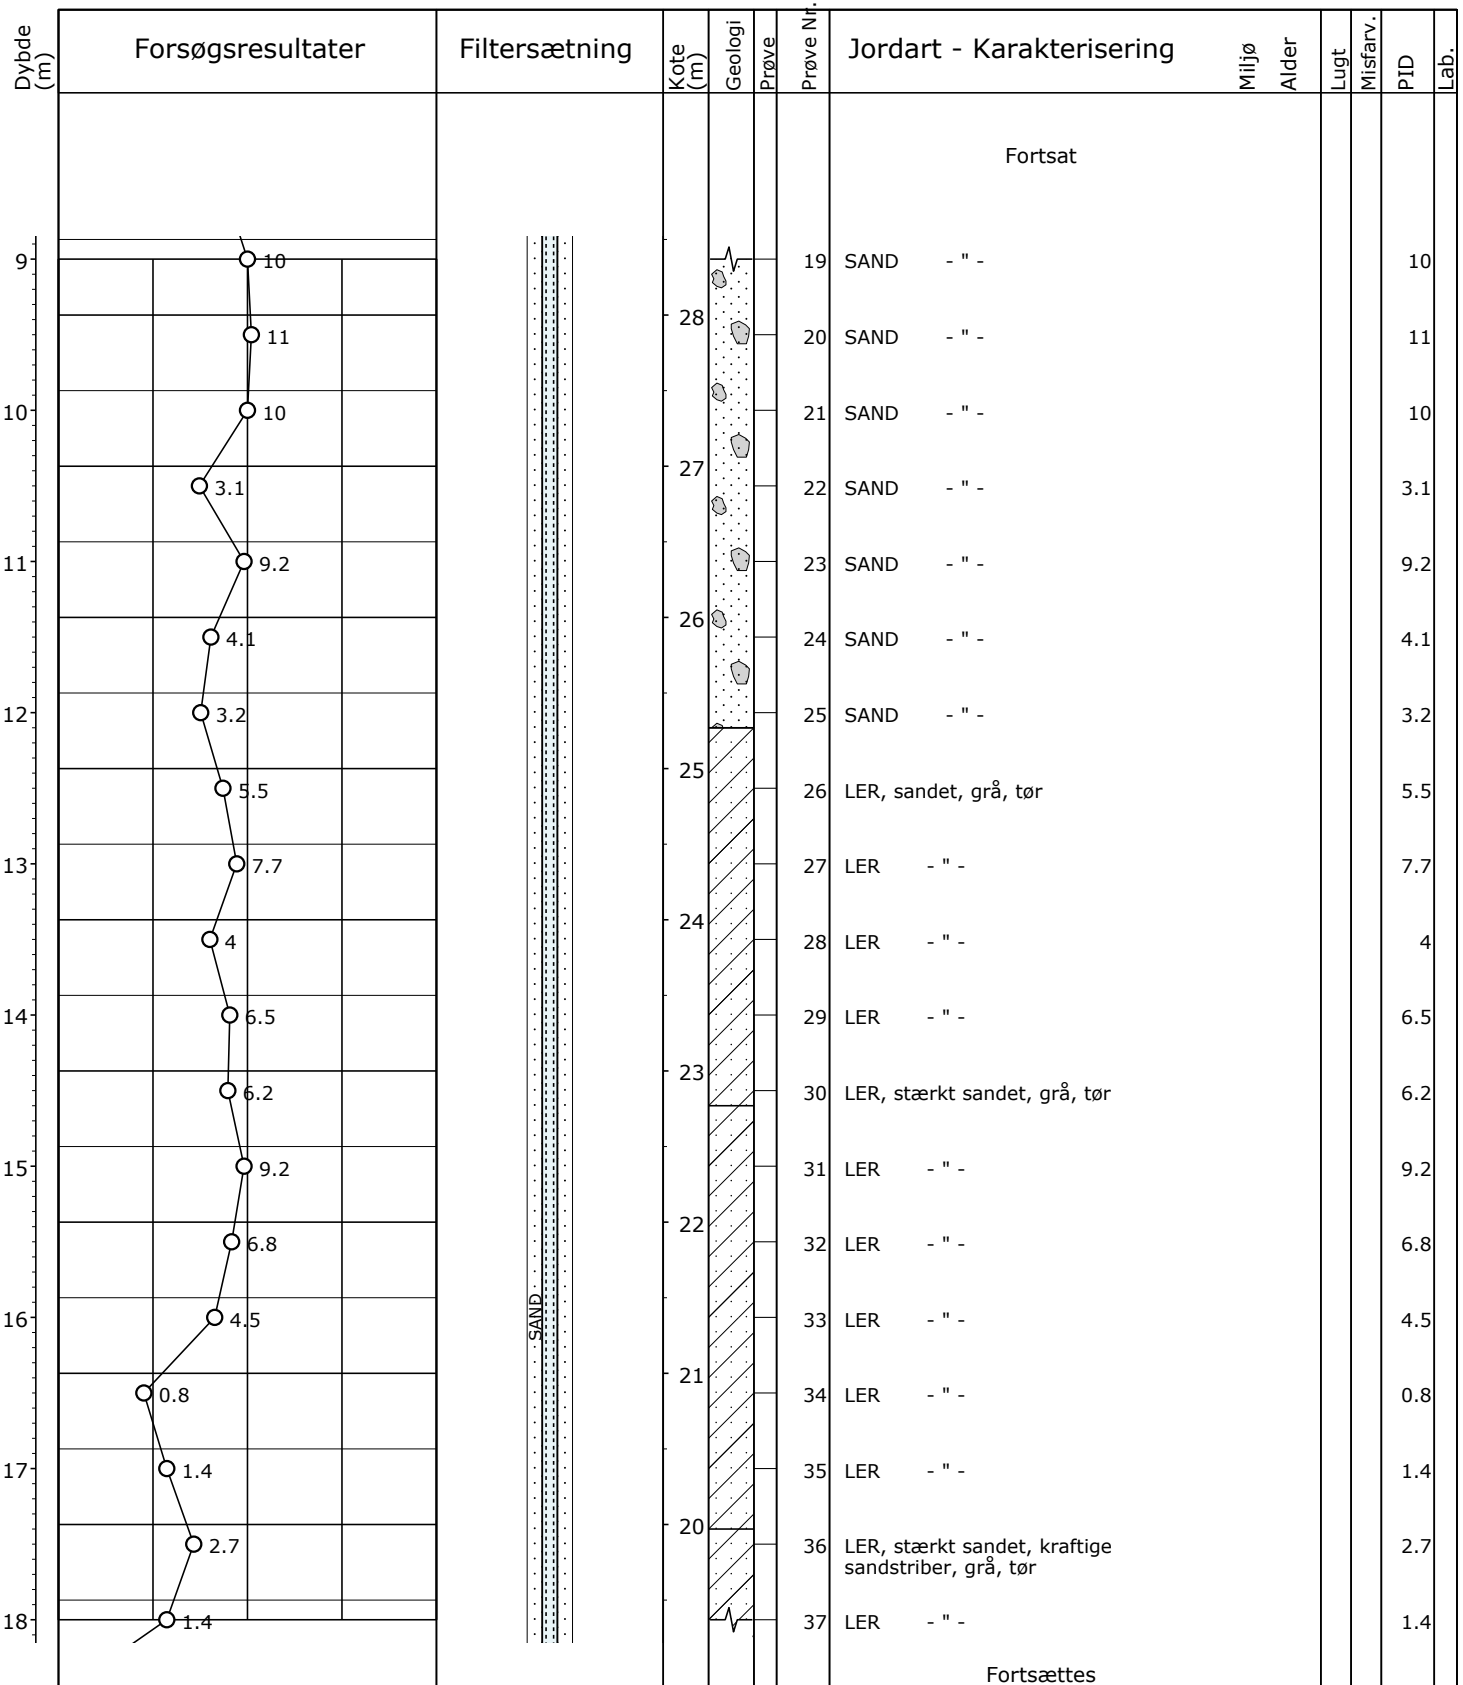 Dybde (m) Forsøgsresultater Filtersætning Kote (m) Geologi Prøve Prøve Nr. Jordart - Karakterisering Miljø Alder Lugt Misfarv. PID Lab.
Fortsat
9 10 19 SAND - " - 10
28
11 20 SAND - " - 11
10 10 21 SAND - " - 10
27
3.1 22 SAND - " - 3.1
11 9.2 23 SAND - " - 9.2
26
4.1 24 SAND - " - 4.1
12 3.2 25 SAND - " - 3.2
25
5.5 26 LER, sandet, grå, tør 5.5
13 7.7 27 LER - " - 7.7
24
4 28 LER - " - 4
14 6.5 29 LER - " - 6.5
23
6.2 30 LER, stærkt sandet, grå, tør 6.2
15 9.2 31 LER - " - 9.2
22
6.8 32 LER - " - 6.8
16 4.5 SAND 33 LER - " - 4.5
21
0.8 34 LER - " - 0.8
17 1.4 35 LER - " - 1.4
20
2.7 36 LER, stærkt sandet, kraftige 2.7
sandstriber, grå, tør
18 1.4 37 LER - " - 1.4
Fortsættes